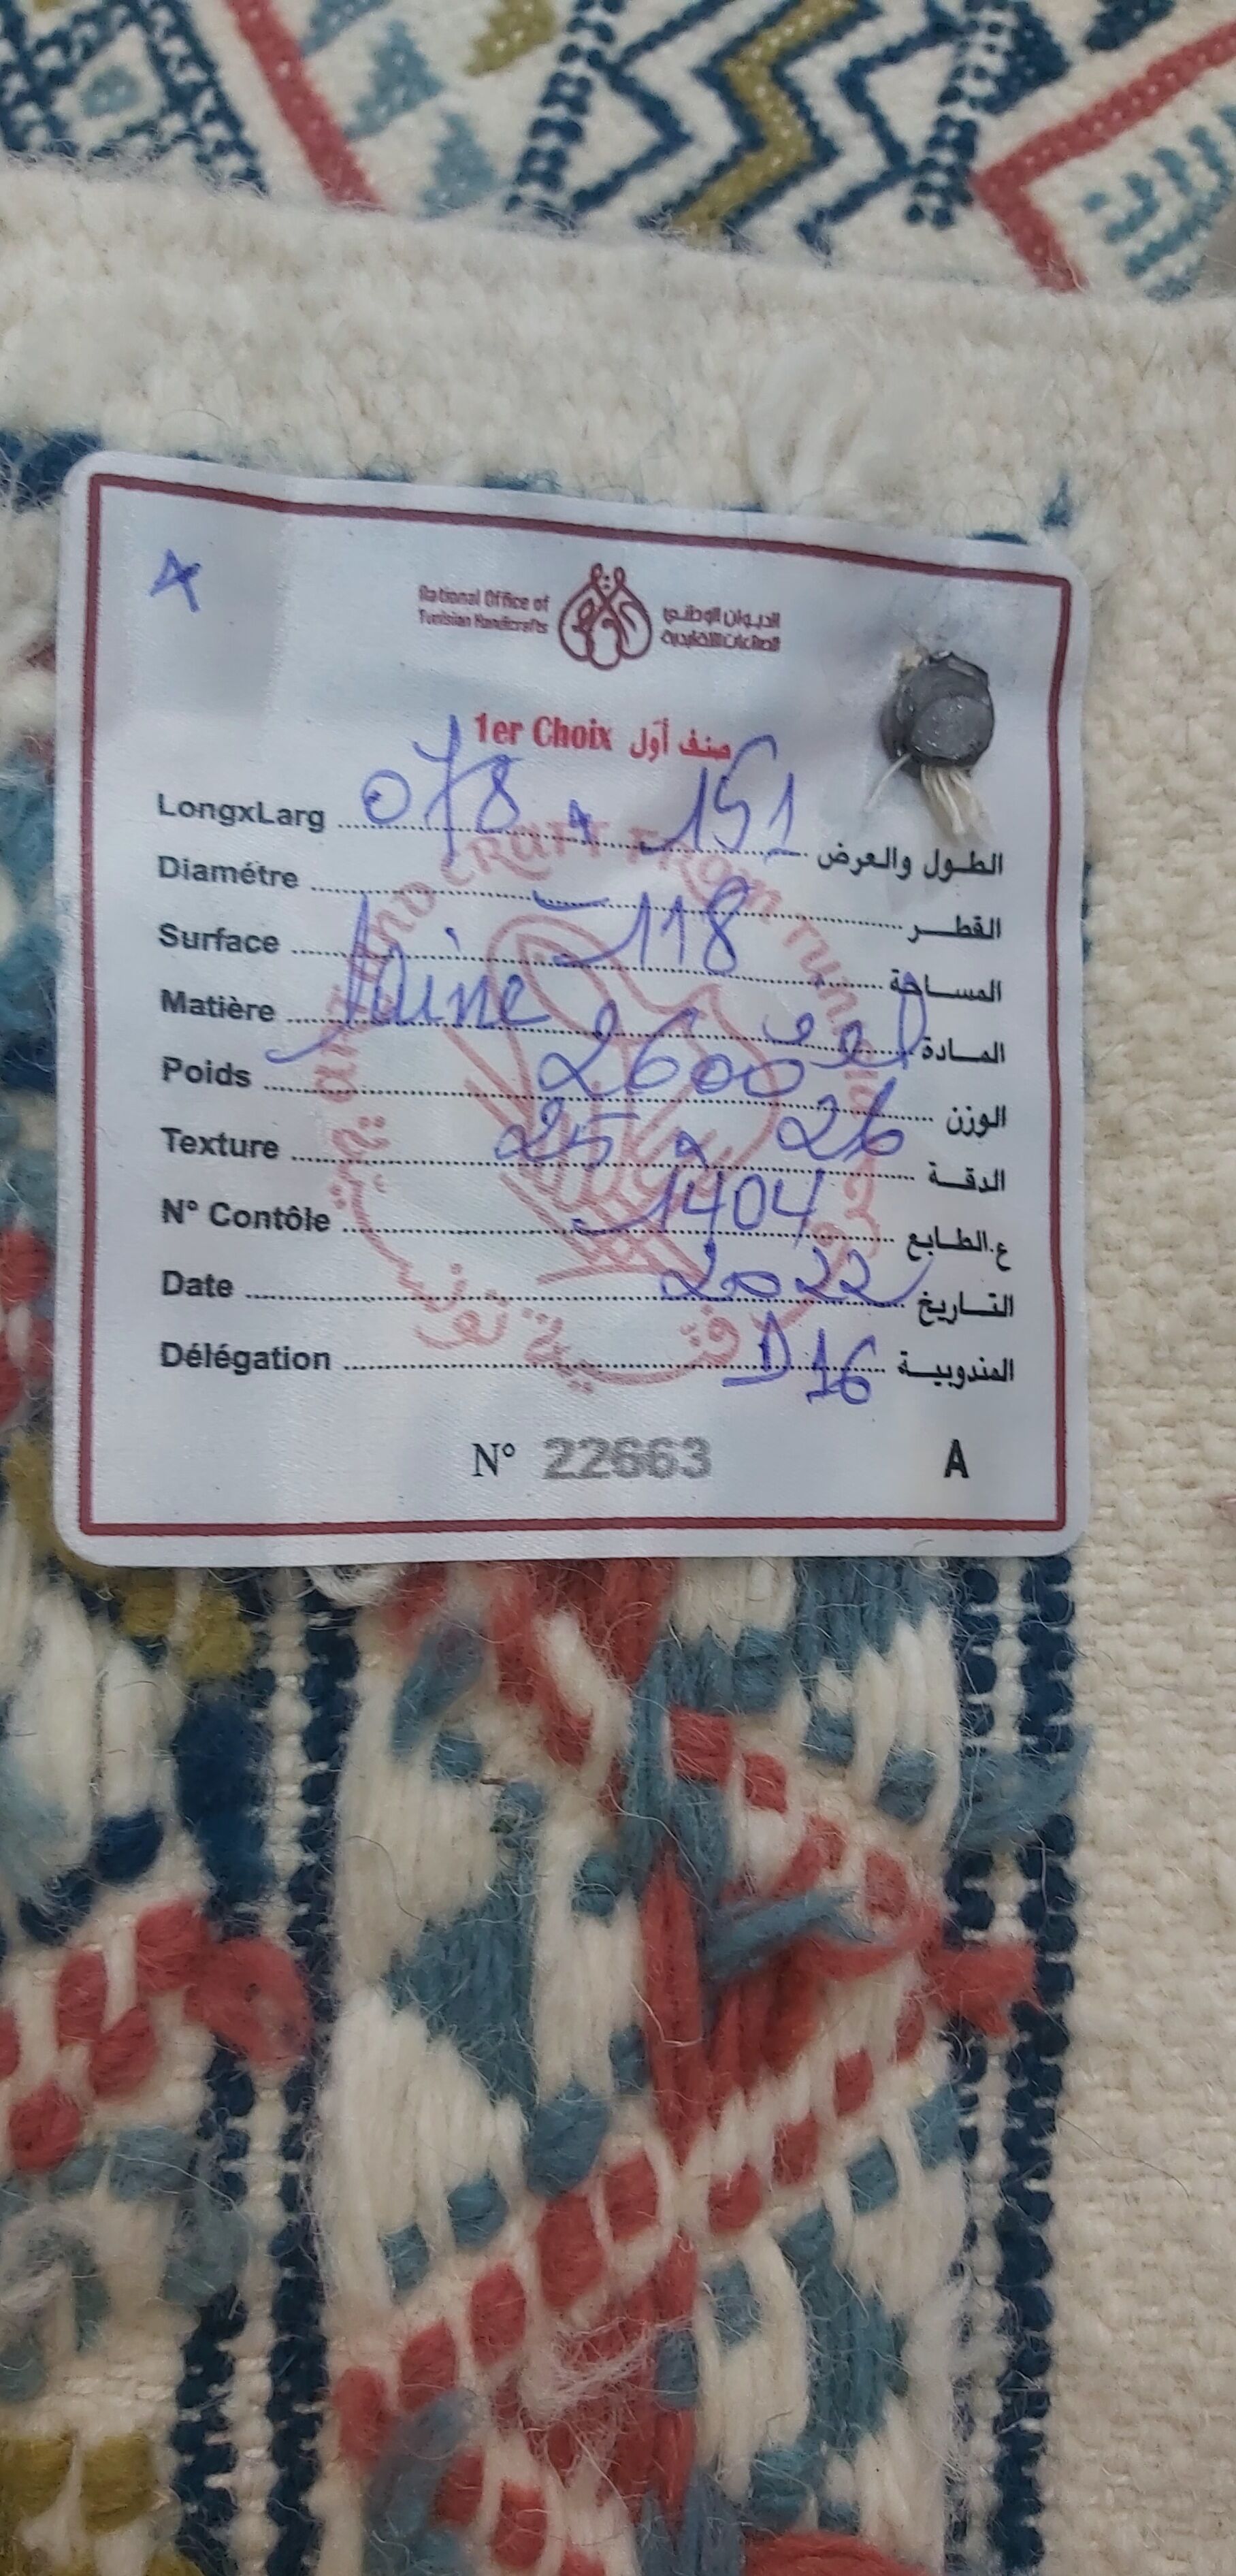 National Office of
Tunisian Handicrafts
الديوان الوطني
للصناعات التقليدية
1er Choix صنف أول
LongxLarg 078 x 151 الطول والعرض
Diamétre القطر
Surface 118 المساحة
Matière laine المادة
Poids 2600 الوزن
Texture 25 x 26 الدقة
N° Contôle 1404 ع.الطابع
Date 2022 التاريخ
Délégation D 16 المندوبية
N° 22663 A